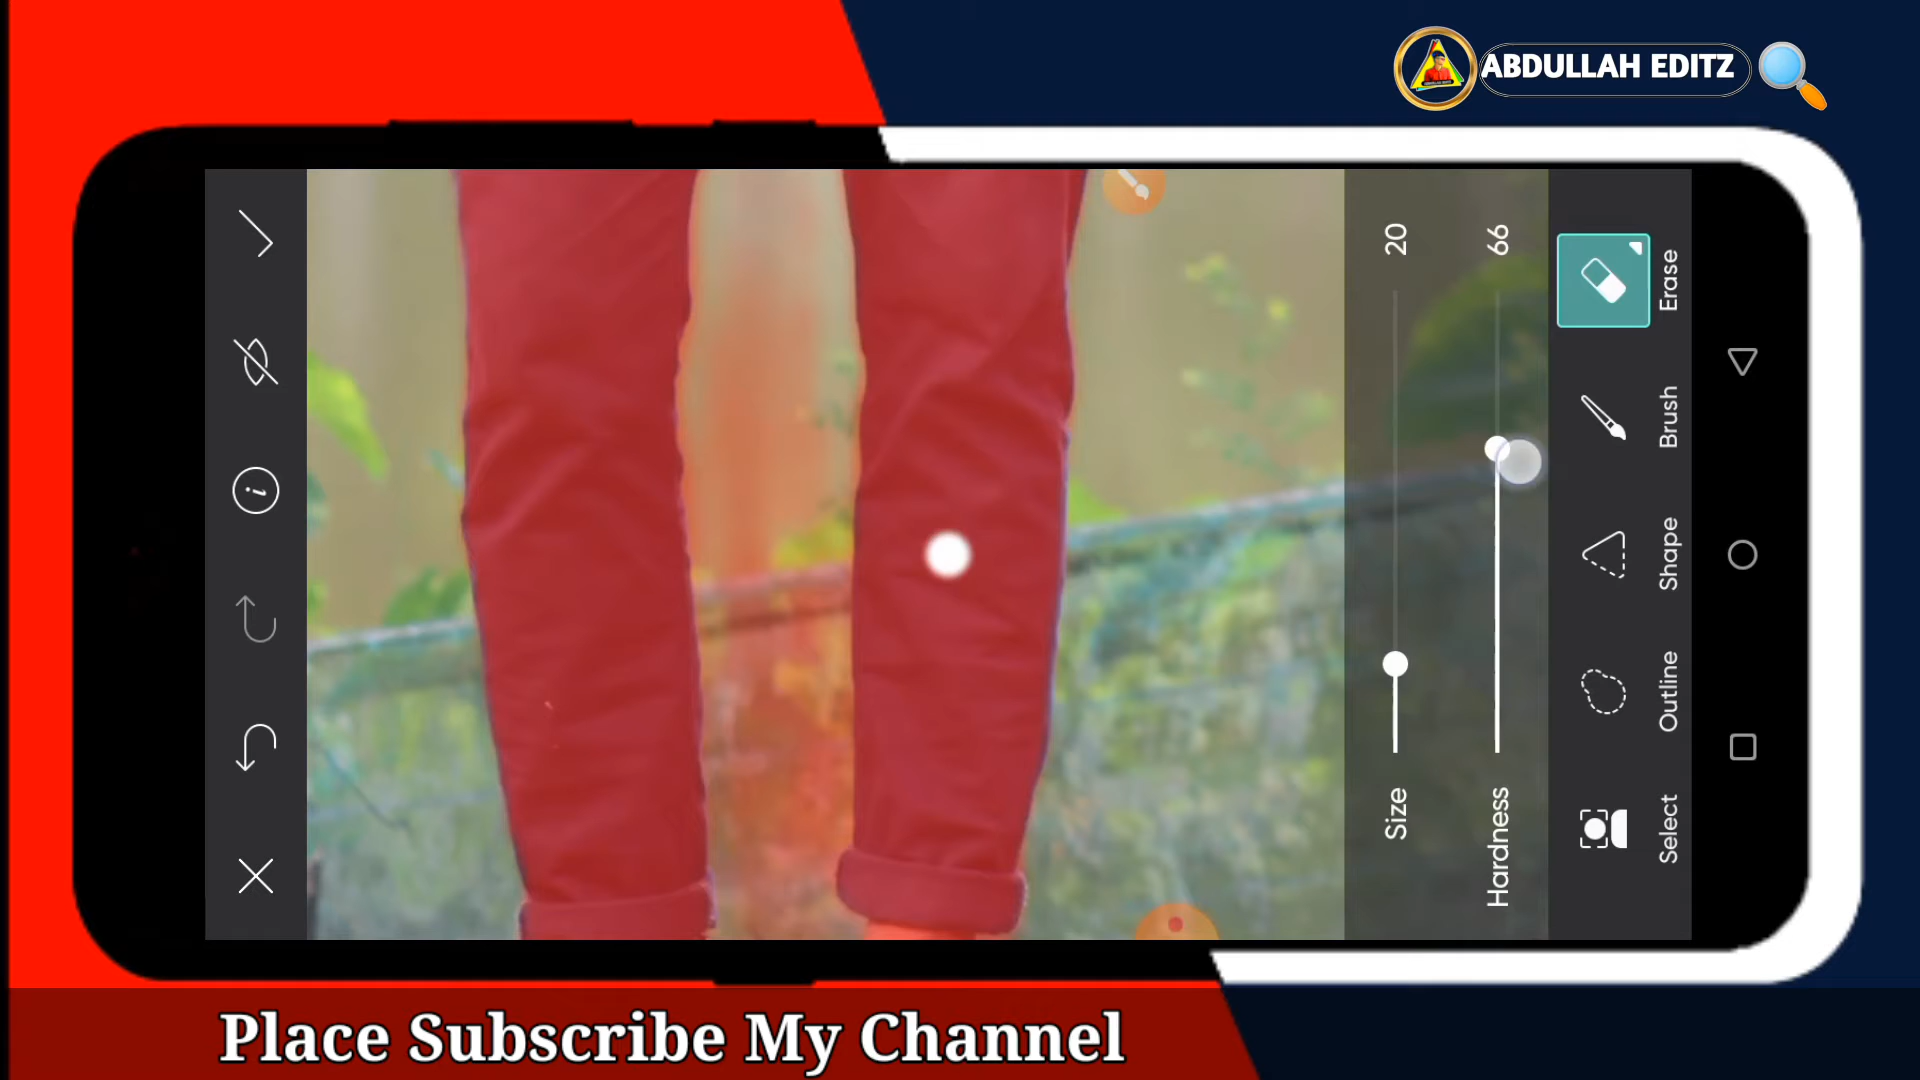 ABDULLAH EDITZ
20
66
Size
Hardness
Erase
Brush
Shape
Outline
Select
Place Subscribe My Channel